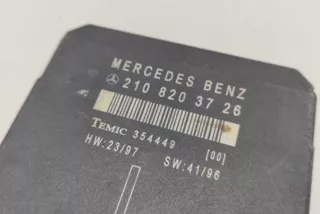 MERCEDES BENZ
210 820 37 26
TEMIC 354449 [00]
HW:23/97 SW:41/96